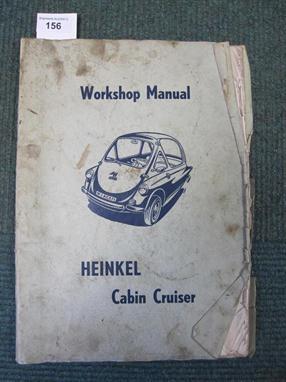 156
Workshop Manual
HEINKEL
Cabin Cruiser